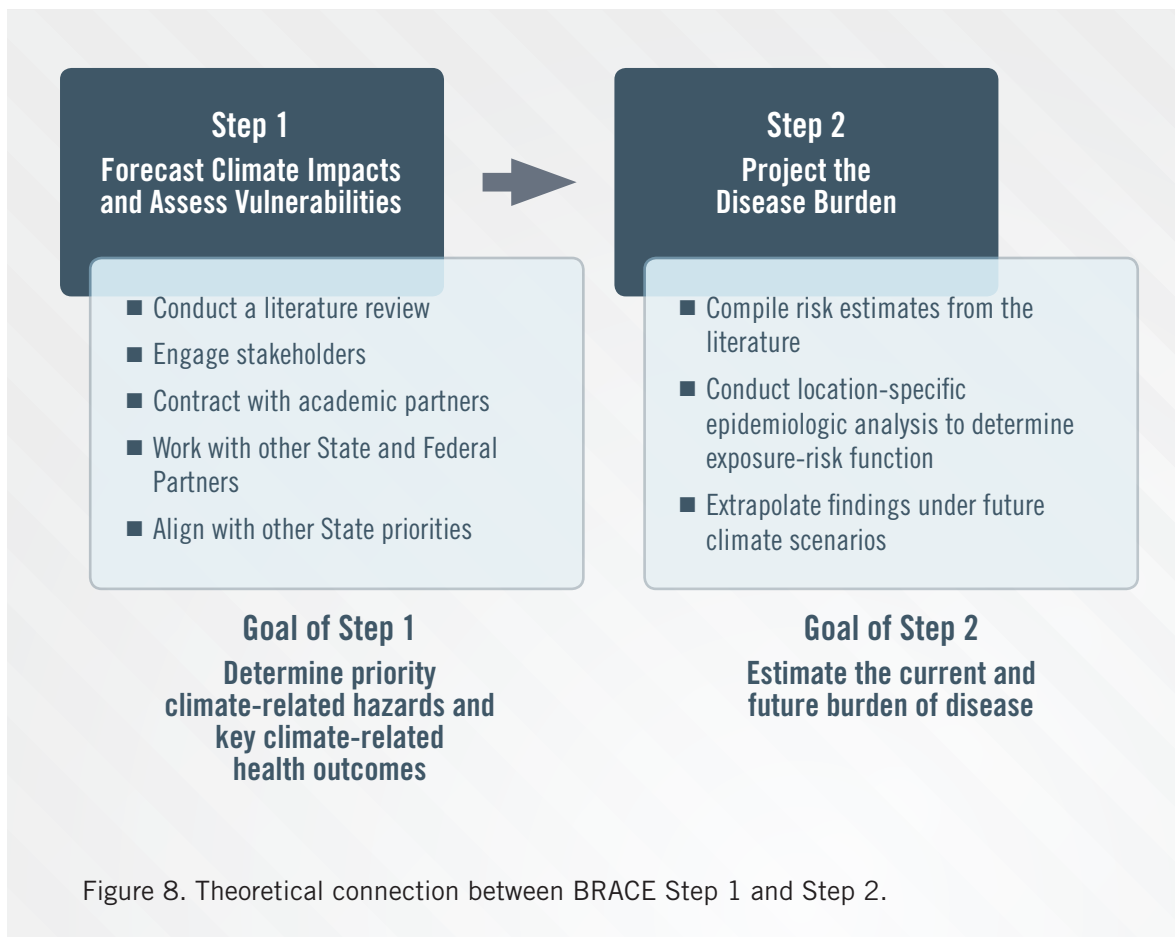 Step 1
Forecast Climate Impacts
and Assess Vulnerabilities
■ Conduct a literature review
■ Engage stakeholders
■ Contract with academic partners
■ Work with other State and Federal
Partners
■ Align with other State priorities
Goal of Step 1
Determine priority
climate-related hazards and
key climate-related
health outcomes
Step 2
Project the
Disease Burden
■ Compile risk estimates from the
literature
■ Conduct location-specific
epidemiologic analysis to determine
exposure-risk function
■ Extrapolate findings under future
climate scenarios
Goal of Step 2
Estimate the current and
future burden of disease
Figure 8. Theoretical connection between BRACE Step 1 and Step 2.